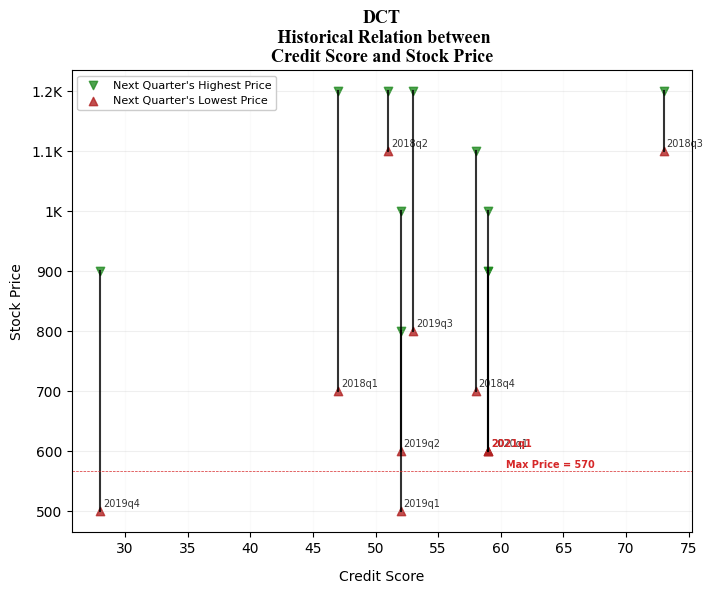 DCT
Historical Relation between
Credit Score and Stock Price
Next Quarter's Highest Price
Next Quarter's Lowest Price
Stock Price
1.2K
1.1K
1K
900
800
700
600
500
2018q2
2018q3
2019q3
2018q1
2018q4
2019q2
2021q1
Max Price = 570
2019q4
2019q1
30
35
40
45
50
55
60
65
70
75
Credit Score